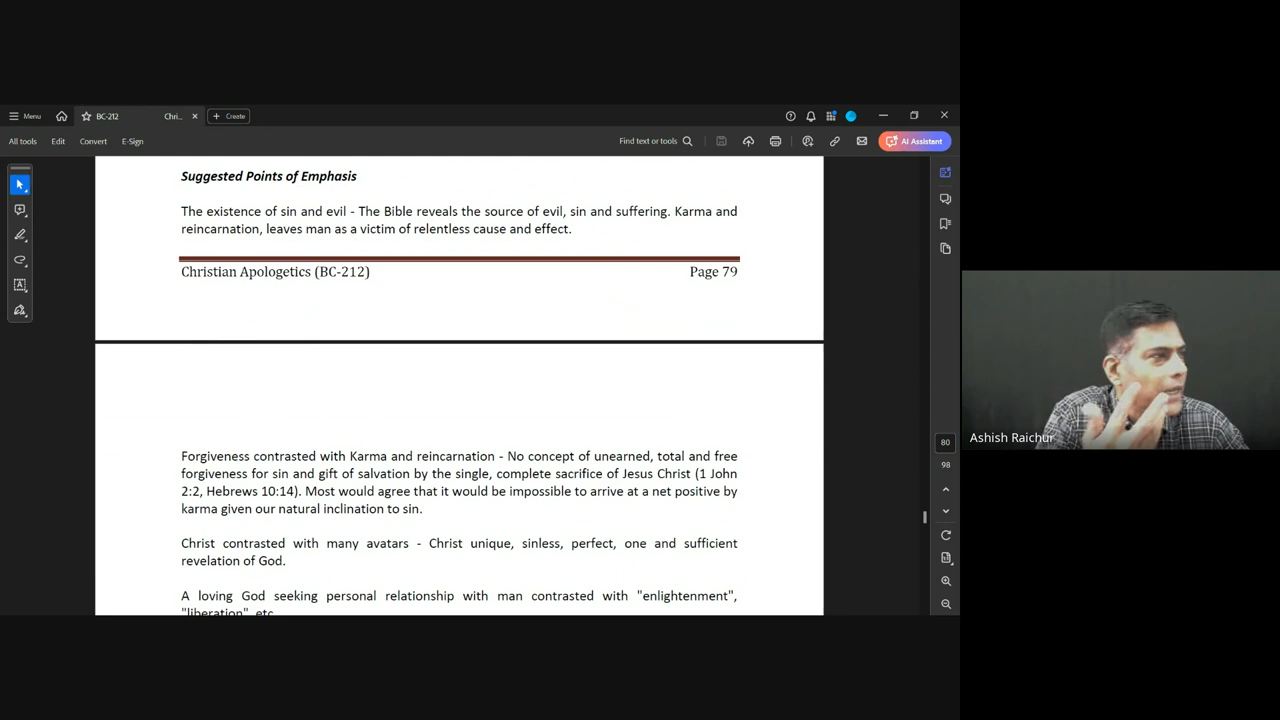 Menu
BC-212
Chri...
Create
All tools
Edit
Convert
E-Sign
Find text or tools
AI Assistant
Suggested Points of Emphasis
The existence of sin and evil - The Bible reveals the source of evil, sin and suffering. Karma and
reincarnation, leaves man as a victim of relentless cause and effect.
Christian Apologetics (BC-212)
Page 79
Forgiveness contrasted with Karma and reincarnation - No concept of unearned, total and free
forgiveness for sin and gift of salvation by the single, complete sacrifice of Jesus Christ (1 John
2:2, Hebrews 10:14). Most would agree that it would be impossible to arrive at a net positive by
karma given our natural inclination to sin.
Christ contrasted with many avatars - Christ unique, sinless, perfect, one and sufficient
revelation of God.
A loving God seeking personal relationship with man contrasted with "enlightenment",
"liberation", etc
80
98
Ashish Raichur